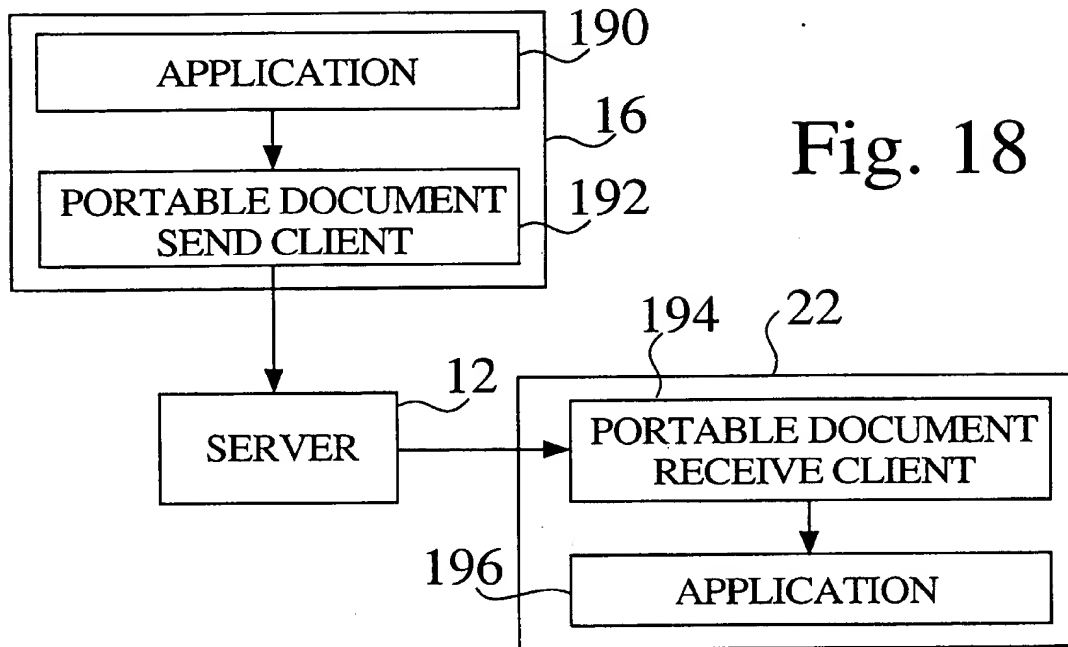 190
APPLICATION
16
Fig. 18
PORTABLE DOCUMENT
SEND CLIENT
192
194
22
12
SERVER
PORTABLE DOCUMENT
RECEIVE CLIENT
196
APPLICATION